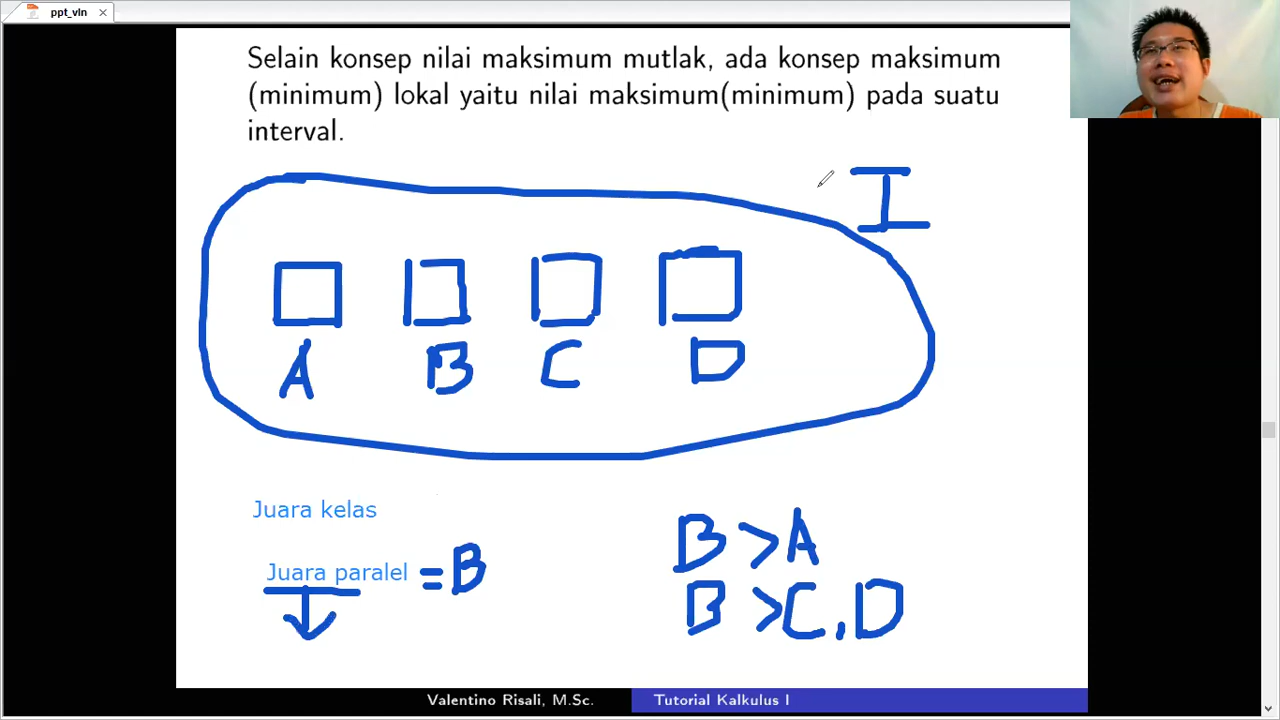 ppt_vln
Selain konsep nilai maksimum mutlak, ada konsep maksimum
(minimum) lokal yaitu nilai maksimum(minimum) pada suatu
interval.
I
A B C D
Juara kelas
Juara paralel = B
B > A
B > C, D
Valentino Risali, M.Sc. Tutorial Kalkulus I